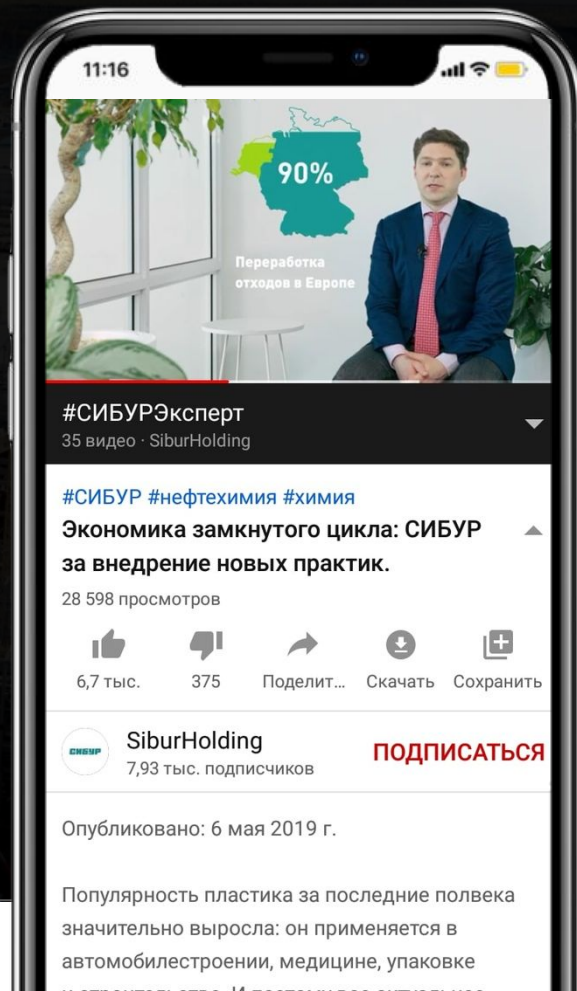 11:16
90%
Переработка
отходов в Европе
#СИБУРЭксперт
35 видео · SiburHolding
#СИБУР #нефтехимия #химия
Экономика замкнутого цикла: СИБУР
за внедрение новых практик.
28 598 просмотров
6,7 тыс.
375
Поделит...
Скачать
Сохранить
СИБУР
SiburHolding
ПОДПИСАТЬСЯ
7,93 тыс. подписчиков
Опубликовано: 6 мая 2019 г.
Популярность пластика за последние полвека
значительно выросла: он применяется в
автомобилестроении, медицине, упаковке